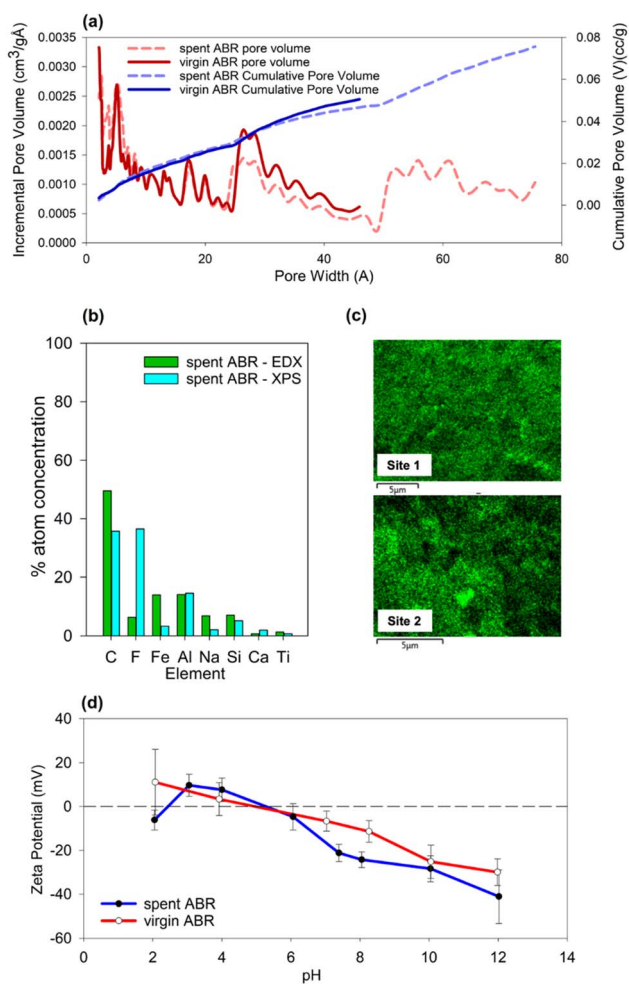 (a)
0.0035
0.0030
0.0025
0.0020
0.0015
0.0010
0.0005
0.0000
Incremental Pore Volume (cm³/gÅ)
spent ABR pore volume
virgin ABR pore volume
spent ABR Cumulative Pore Volume
virgin ABR Cumulative Pore Volume
0.08
0.06
0.04
0.02
0.00
Cumulative Pore Volume (V)(cc/g)
0 20 40 60 80
Pore Width (A)
(b)
100
80
60
40
20
0
% atom concentration
spent ABR - EDX
spent ABR - XPS
C F Fe Al Na Si Ca Ti
Element
(c)
Site 1
5μm
Site 2
5μm
(d)
40
20
0
-20
-40
-60
Zeta Potential (mV)
spent ABR
virgin ABR
0 2 4 6 8 10 12 14
pH